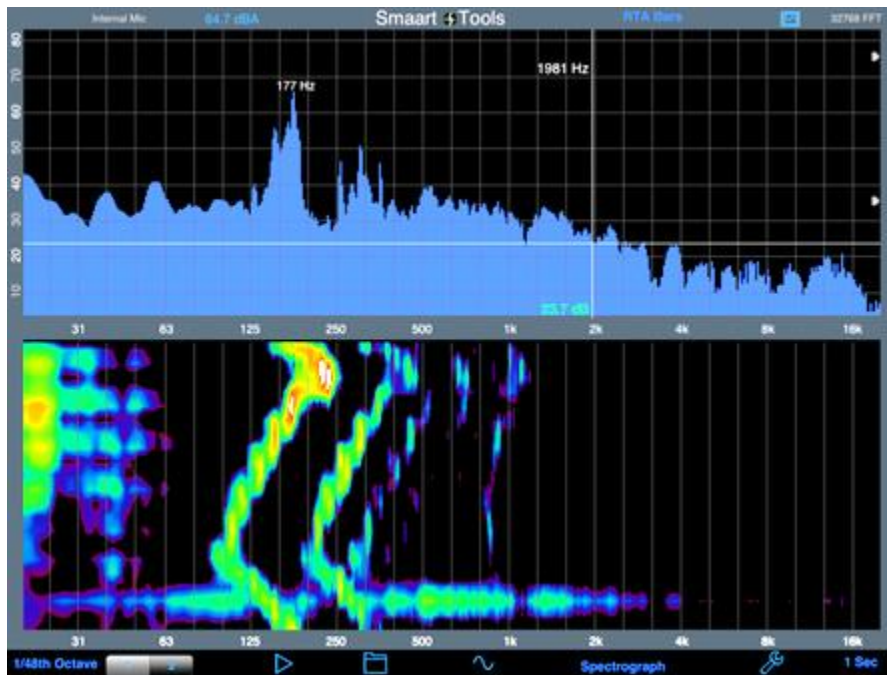 Internal Mic 64.7 dBA Smaart Tools RTA Bars 32768 FFT
80
70
60
50
40
30
20
10
1981 Hz
177 Hz
23.7 dB
31 63 125 250 500 1k 2k 4k 8k 16k
31 63 125 250 500 1k 2k 4k 8k 16k
1/48th Octave Spectrograph 1 Sec